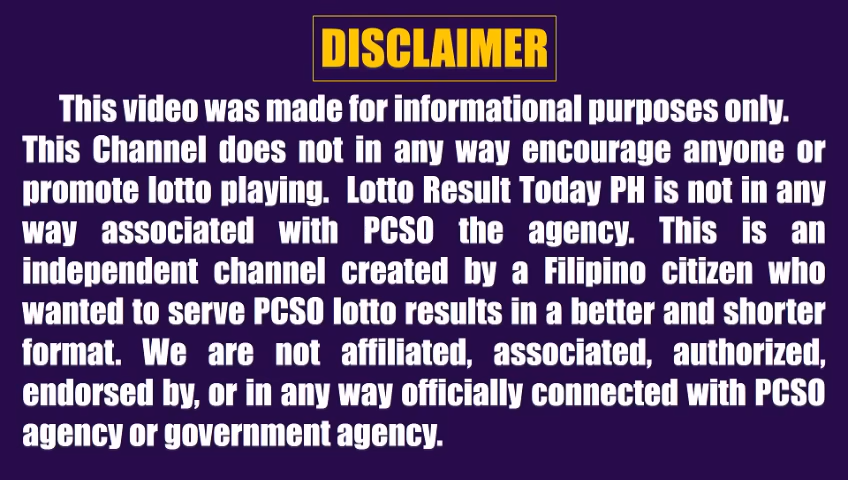 DISCLAIMER
This video was made for informational purposes only.
This Channel does not in any way encourage anyone or
promote lotto playing. Lotto Result Today PH is not in any
way associated with PCSO the agency. This is an
independent channel created by a Filipino citizen who
wanted to serve PCSO lotto results in a better and shorter
format. We are not affiliated, associated, authorized,
endorsed by, or in any way officially connected with PCSO
agency or government agency.